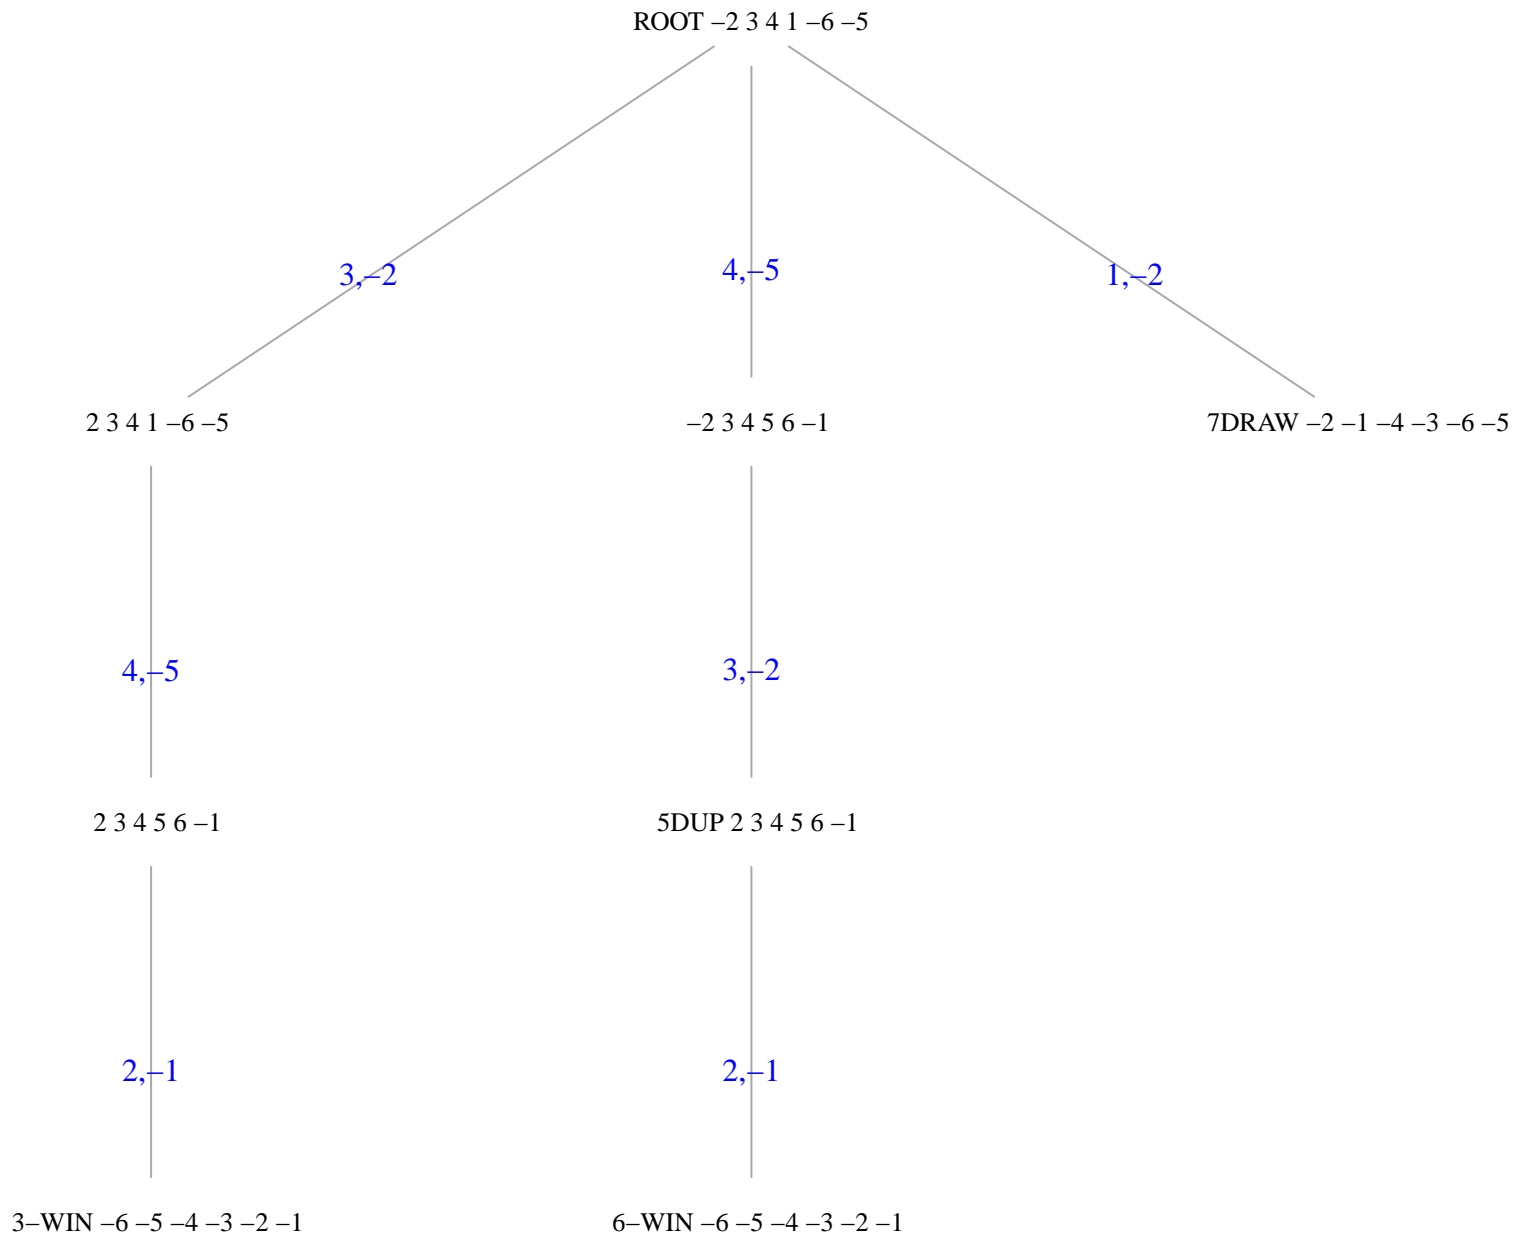 ROOT –2 3 4 1 –6 –5
3,–2
4,–5
1,–2
2 3 4 1 –6 –5
–2 3 4 5 6 –1
7DRAW –2 –1 –4 –3 –6 –5
4,–5
3,–2
2 3 4 5 6 –1
5DUP 2 3 4 5 6 –1
2,–1
2,–1
3–WIN –6 –5 –4 –3 –2 –1
6–WIN –6 –5 –4 –3 –2 –1